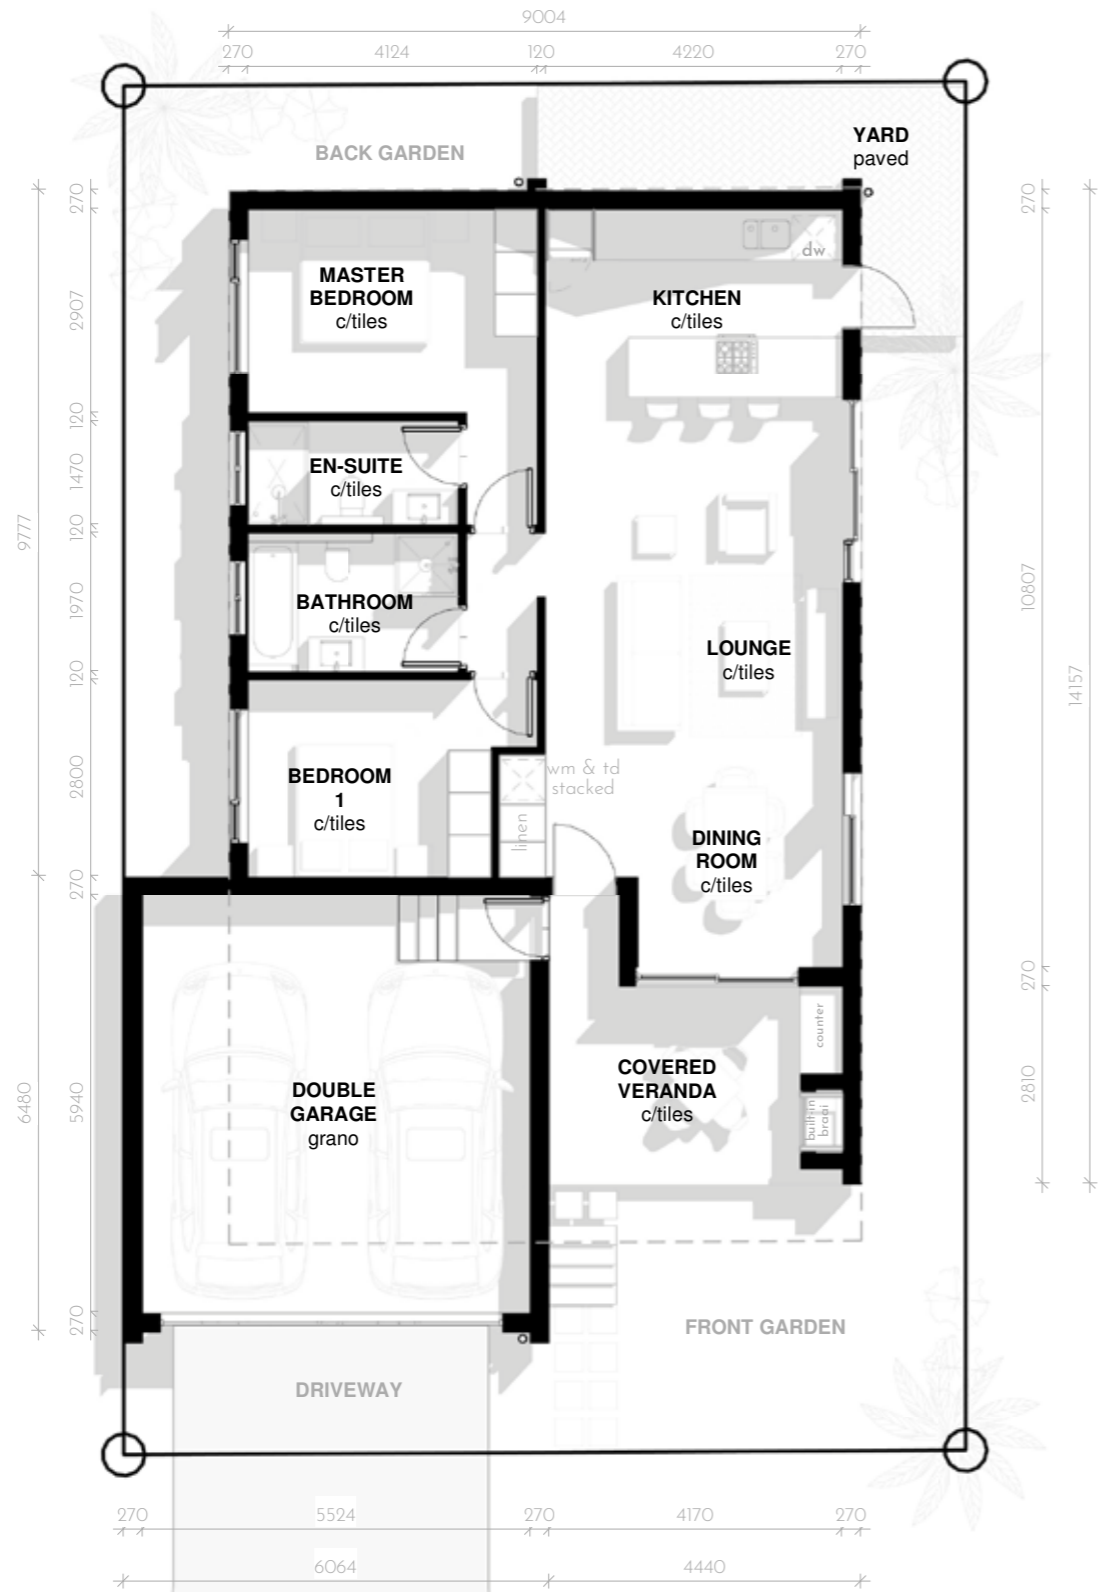 9004
270
4124
120
4220
270
BACK GARDEN
YARD
paved
270
2907
120
1470
120
1970
120
2800
270
5940
270
9777
6480
270
10807
270
2810
14157
MASTER
BEDROOM
c/tiles
KITCHEN
c/tiles
dw
EN-SUITE
c/tiles
BATHROOM
c/tiles
LOUNGE
c/tiles
BEDROOM
1
c/tiles
wm & td
stacked
linen
DINING
ROOM
c/tiles
counter
COVERED
VERANDA
c/tiles
built-in
braai
DOUBLE
GARAGE
grano
FRONT GARDEN
DRIVEWAY
270
5524
270
4170
270
6064
4440